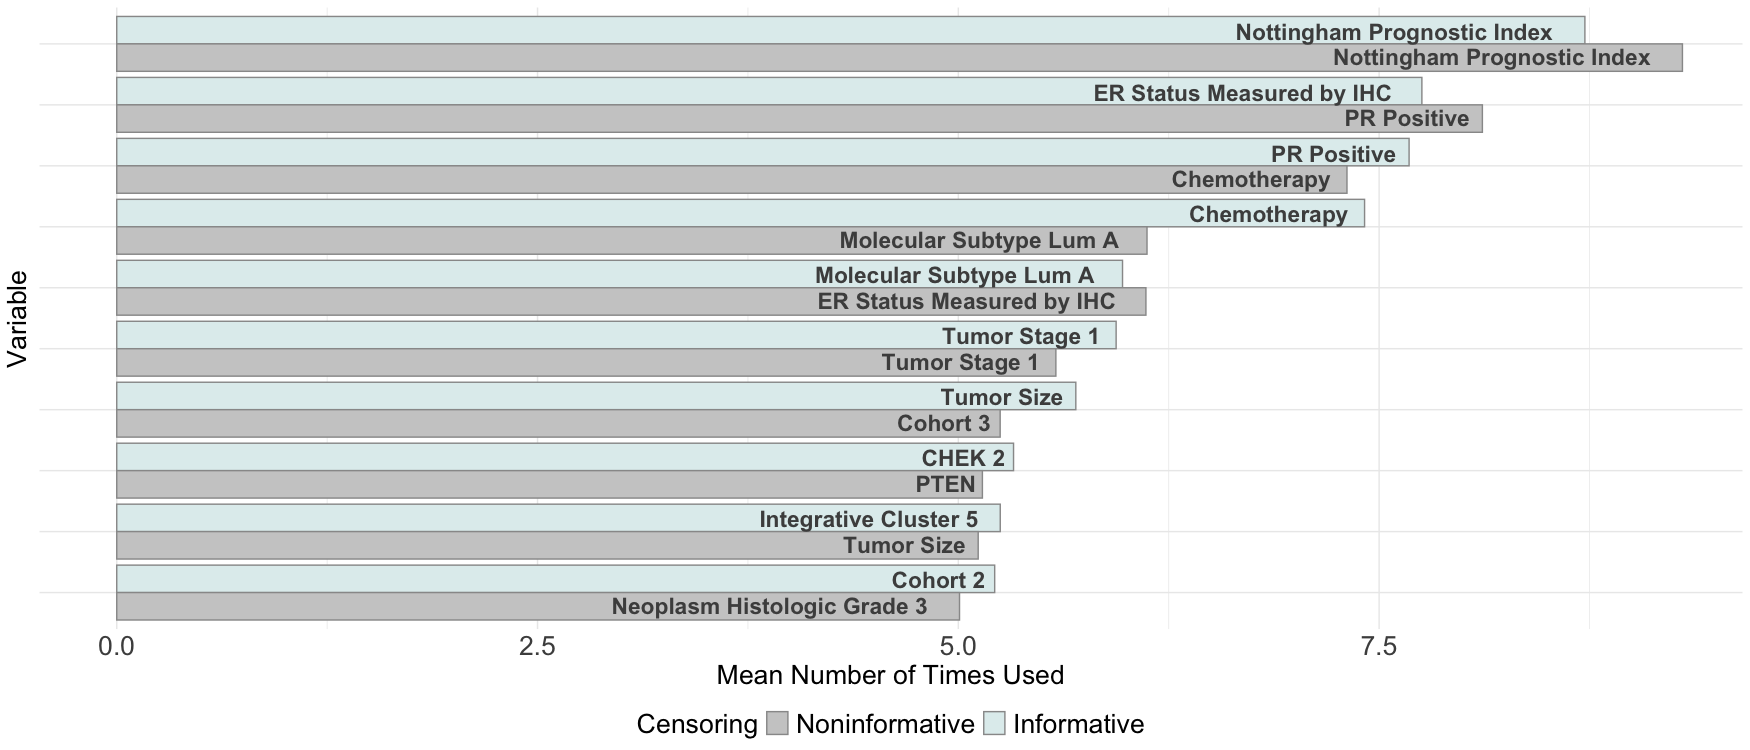 Nottingham Prognostic Index
Nottingham Prognostic Index
ER Status Measured by IHC
PR Positive
PR Positive
Chemotherapy
Chemotherapy
Molecular Subtype Lum A
Molecular Subtype Lum A
ER Status Measured by IHC
Tumor Stage 1
Tumor Stage 1
Tumor Size
Cohort 3
CHEK 2
PTEN
Integrative Cluster 5
Tumor Size
Cohort 2
Neoplasm Histologic Grade 3
Variable
0.0 2.5 5.0 7.5
Mean Number of Times Used
Censoring Noninformative Informative